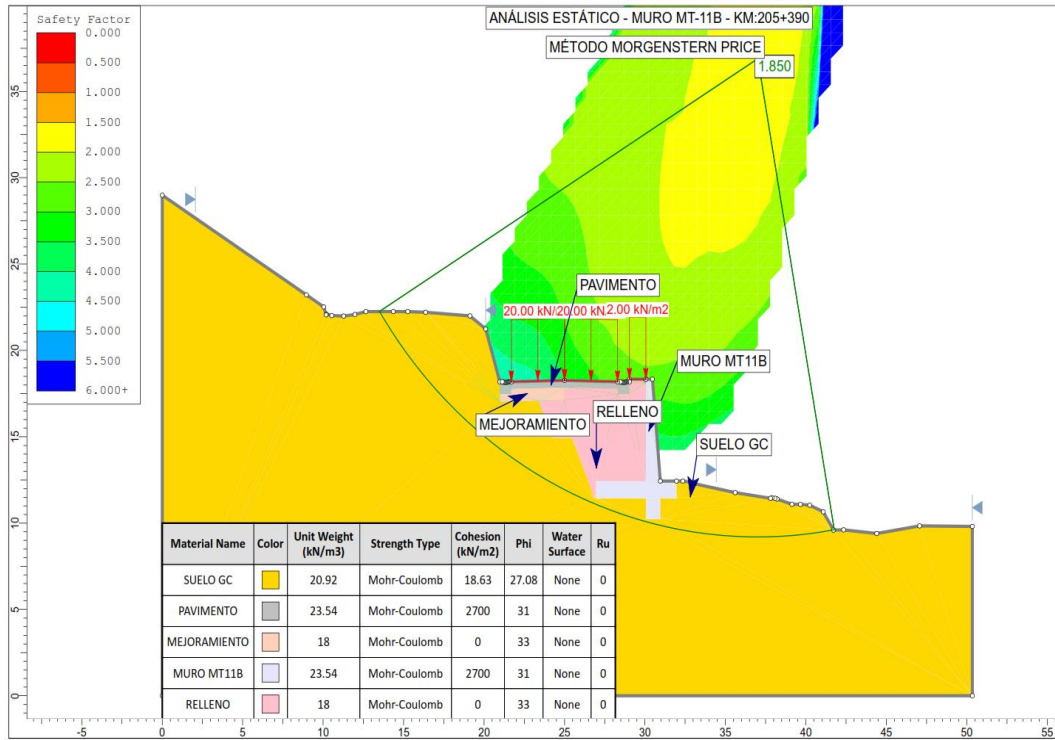 Safety Factor
0.000
0.500
1.000
1.500
2.000
2.500
3.000
3.500
4.000
4.500
5.000
5.500
6.000+
ANÁLISIS ESTÁTICO - MURO MT-11B - KM:205+390
MÉTODO MORGENSTERN PRICE
1.850
PAVIMENTO
20.00 kN/ 20.00 kN 2.00 kN/m2
MURO MT11B
MEJORAMIENTO
RELLENO
SUELO GC
Material Name Color Unit Weight (kN/m3) Strength Type Cohesion (kN/m2) Phi Water Surface Ru
SUELO GC 20.92 Mohr-Coulomb 18.63 27.08 None 0
PAVIMENTO 23.54 Mohr-Coulomb 2700 31 None 0
MEJORAMIENTO 18 Mohr-Coulomb 0 33 None 0
MURO MT11B 23.54 Mohr-Coulomb 2700 31 None 0
RELLENO 18 Mohr-Coulomb 0 33 None 0
35
30
25
20
15
10
5
0
-5 0 5 10 15 20 25 30 35 40 45 50 55